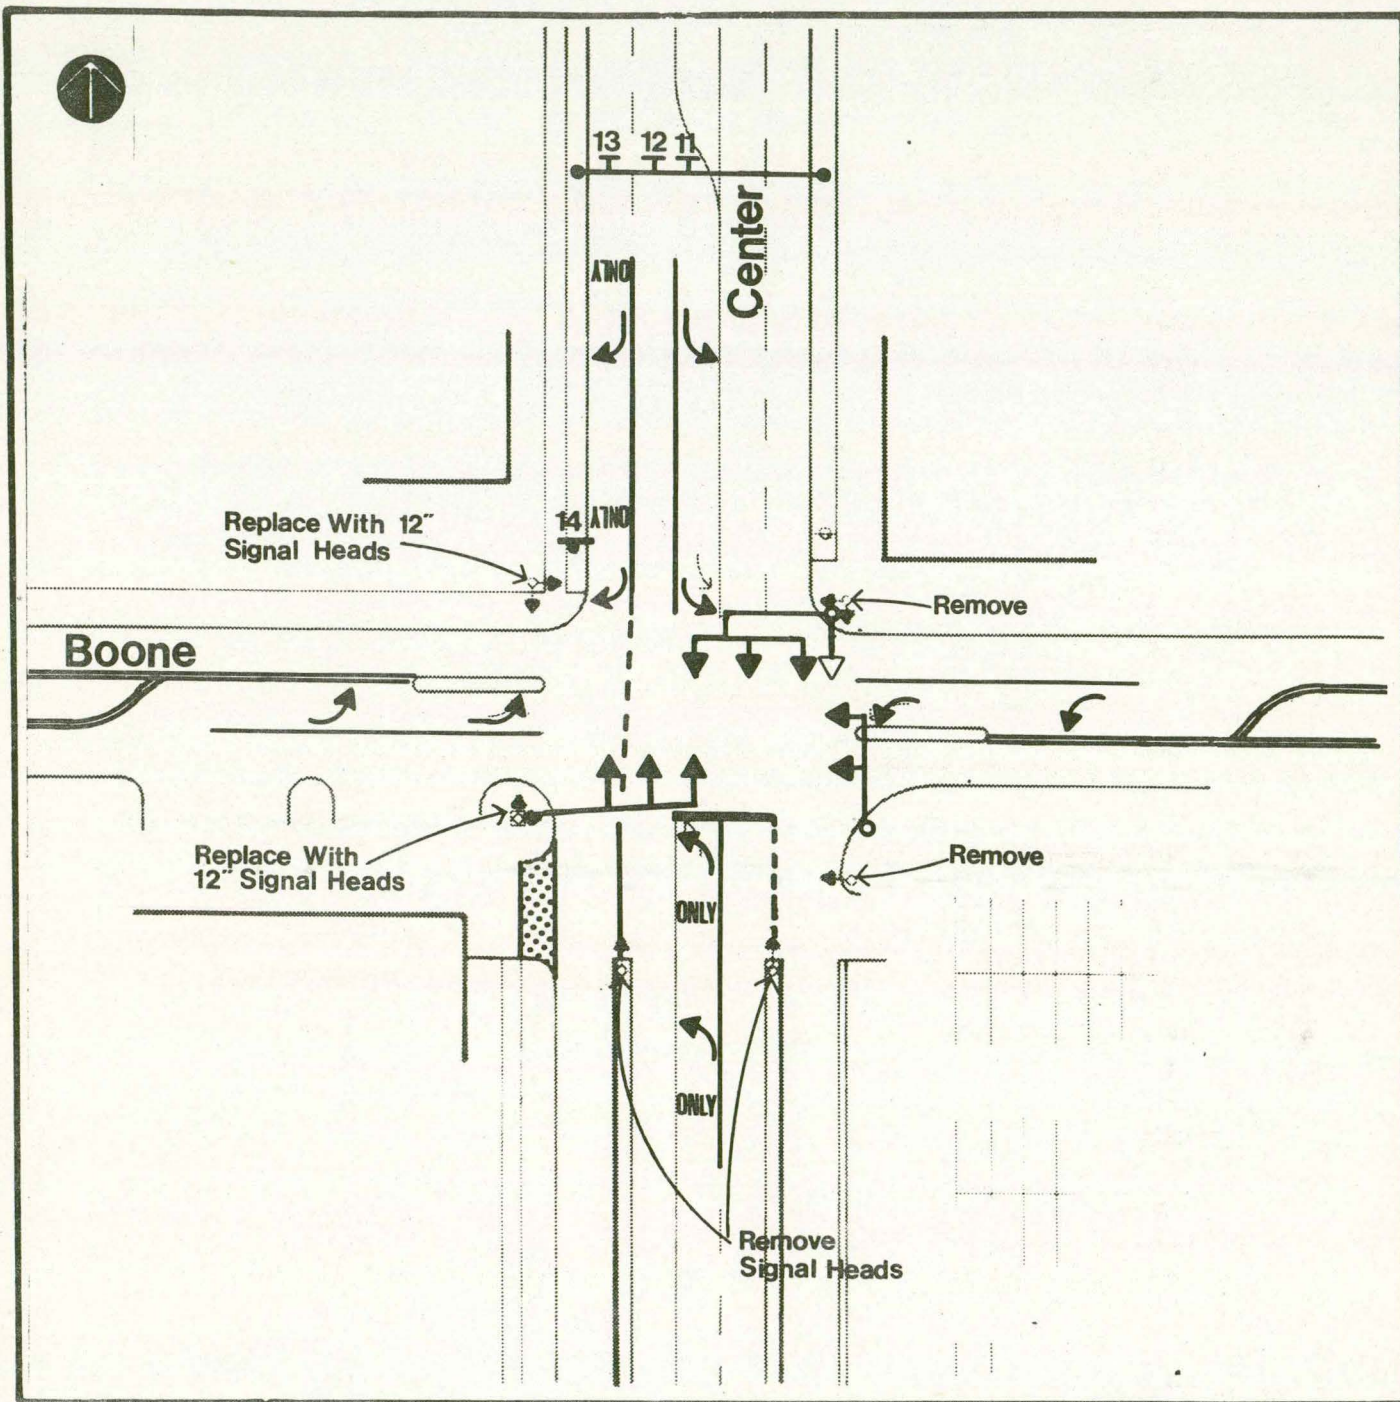 13 12 11
Center
ONLY
Replace With 12"
Signal Heads
14 ONLY
Remove
Boone
Replace With
12" Signal Heads
Remove
ONLY
ONLY
Remove
Signal Heads